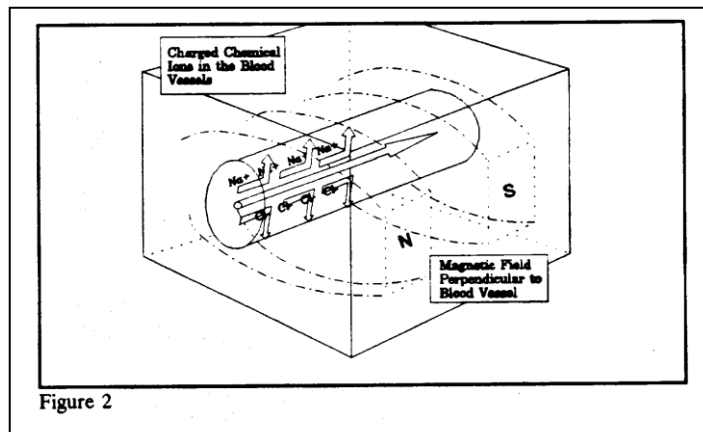 Charged Chemical
Ions in the Blood
Vessels
Na+ Na+ Na+ Na+
Cl- Cl- Cl- Cl-
S
N
Magnetic Field
Perpendicular to
Blood Vessel
Figure 2